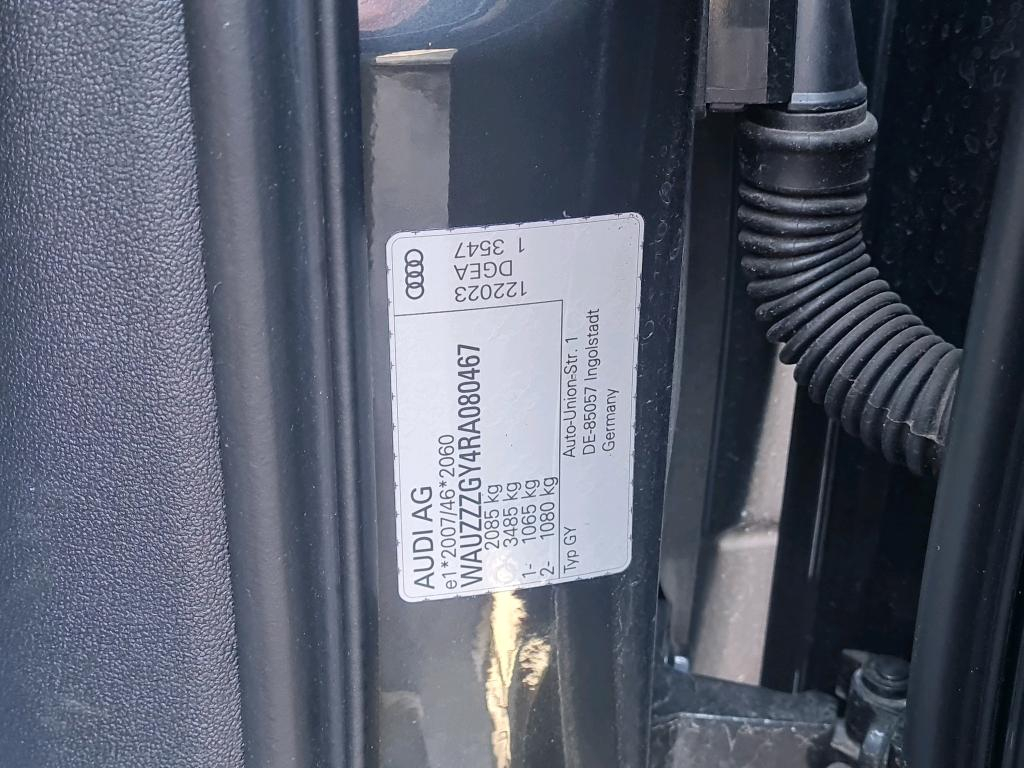 AUDI AG
e1*2007/46*2060
WAUZZZGY4RA080467
2085 kg
3485 kg
1- 1065 kg
2- 1080 kg
Typ GY
122023
DGEA
1 3547
Auto-Union-Str. 1
DE-85057 Ingolstadt
Germany